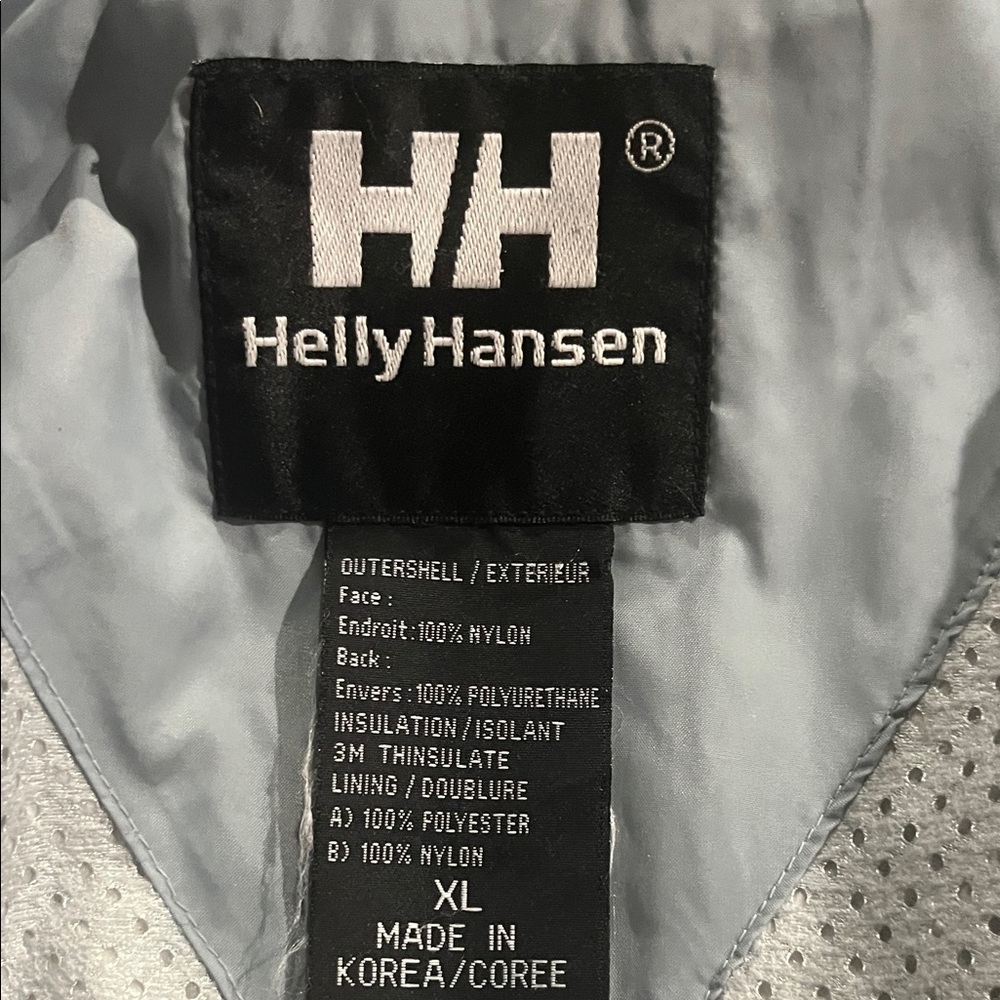 HH ®
Helly Hansen
OUTERSHELL / EXTERIEUR
Face :
Endroit:100% NYLON
Back :
Envers :100% POLYURETHANE
INSULATION/ISOLANT
3M THINSULATE
LINING / DOUBLURE
A) 100% POLYESTER
B) 100% NYLON
XL
MADE IN
KOREA/COREE